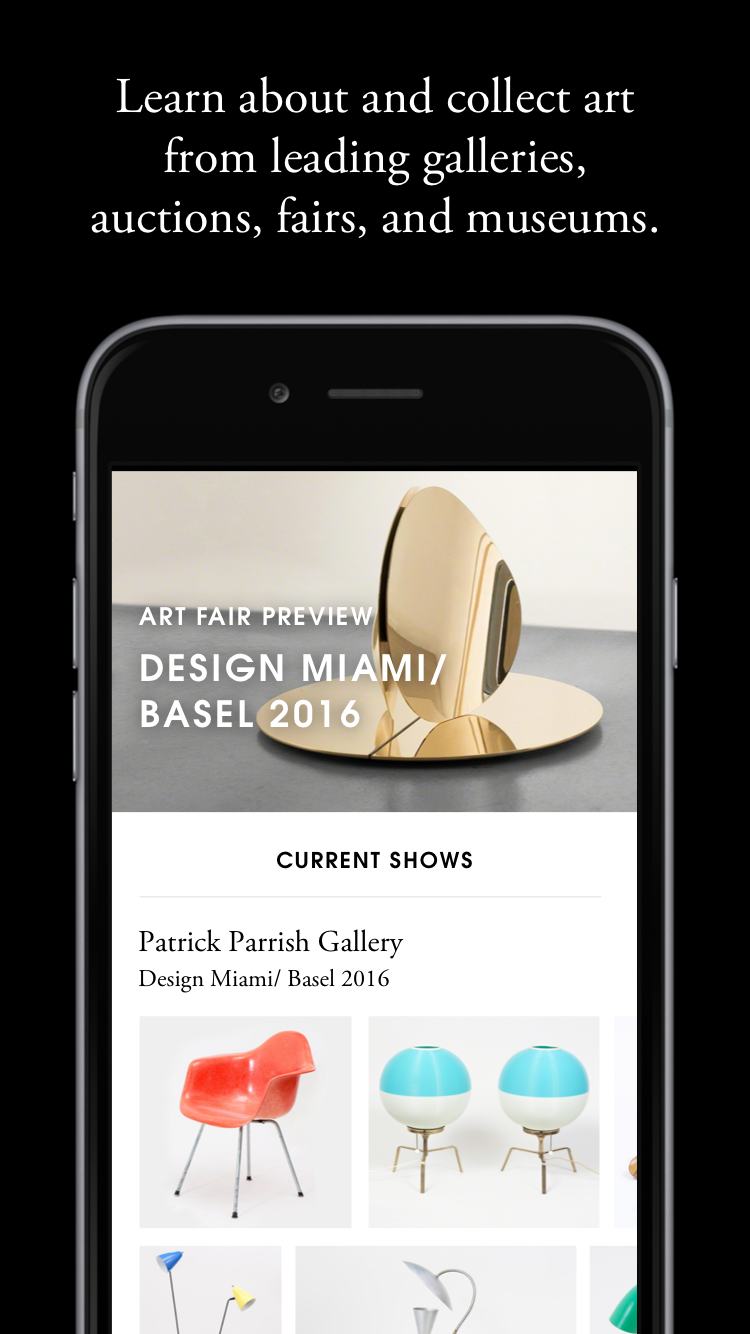 Learn about and collect art
from leading galleries,
auctions, fairs, and museums.
ART FAIR PREVIEW
DESIGN MIAMI/
BASEL 2016
CURRENT SHOWS
Patrick Parrish Gallery
Design Miami/ Basel 2016